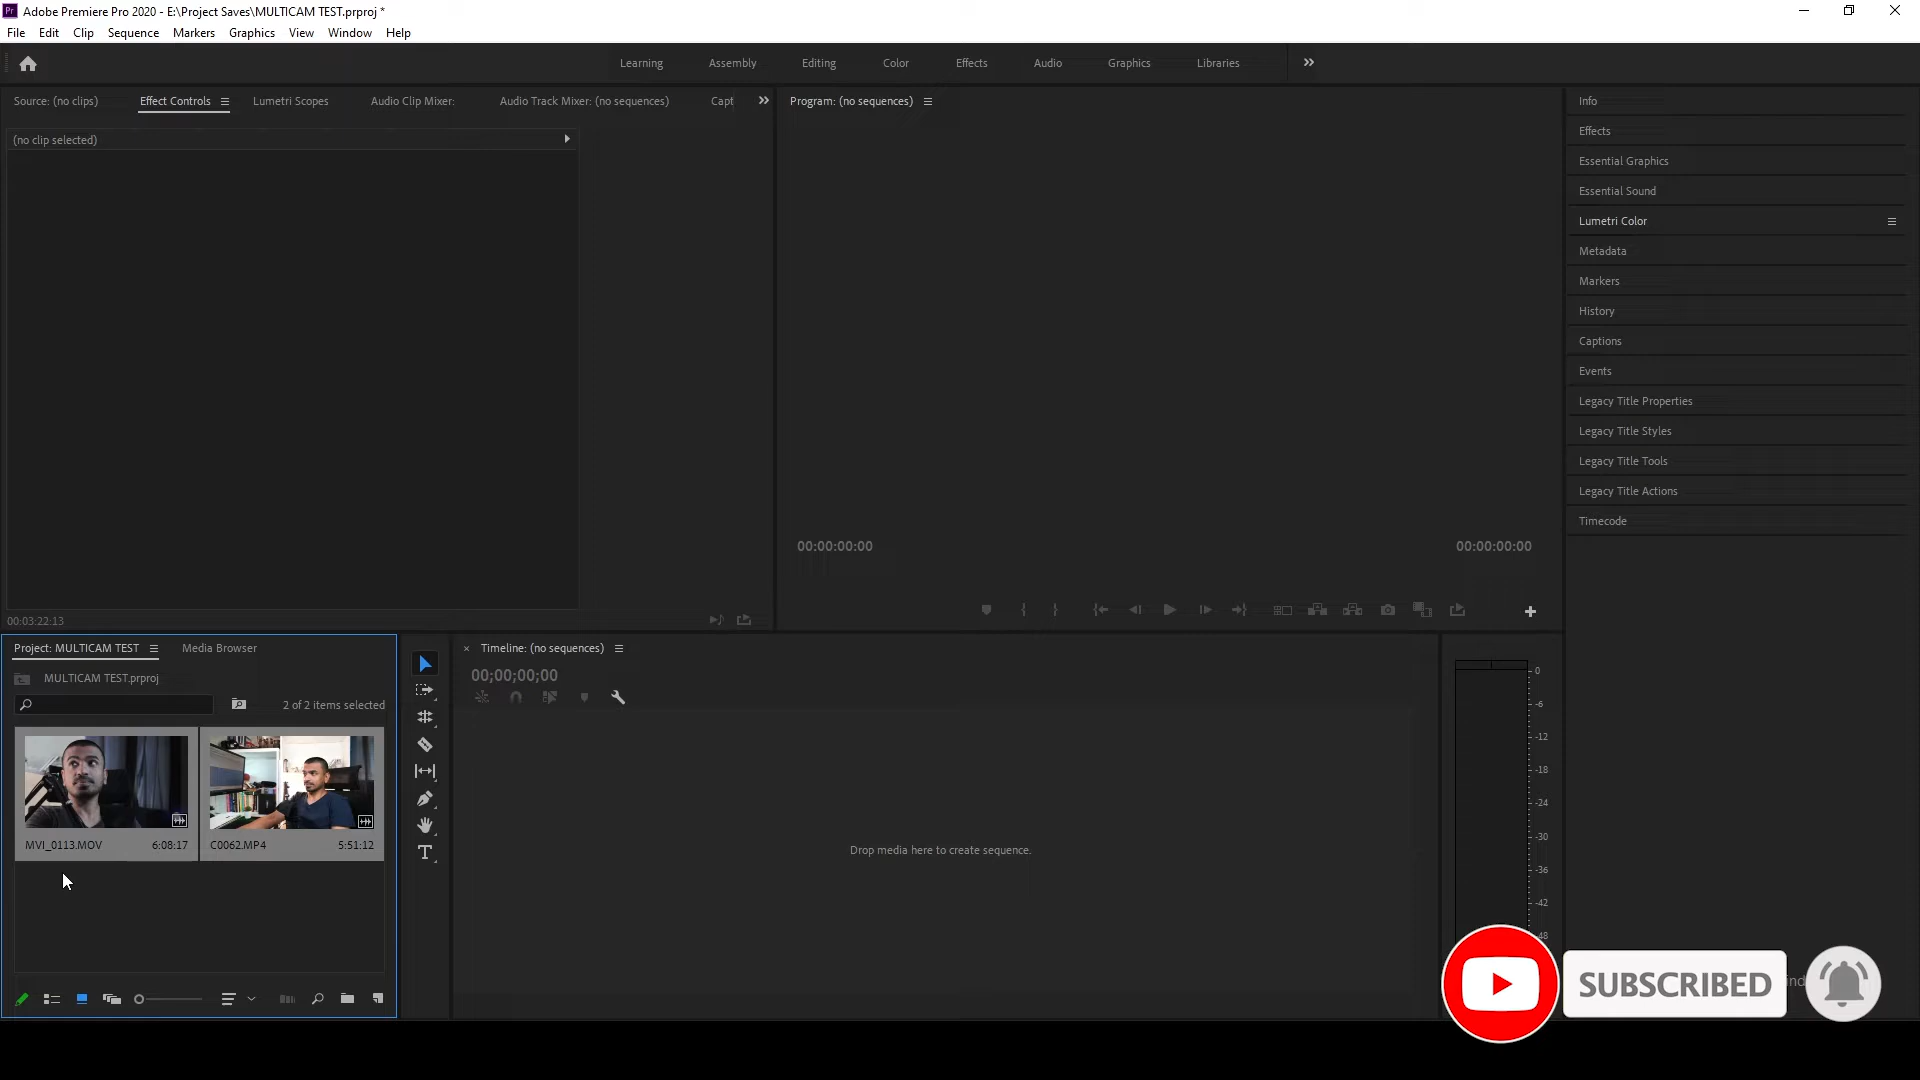 Adobe Premiere Pro 2020 - E:\Project Saves\MULTICAM TEST.prproj *
File Edit Clip Sequence Markers Graphics View Window Help
Learning Assembly Editing Color Effects Audio Graphics Libraries
Source: (no clips) Effect Controls Lumetri Scopes Audio Clip Mixer: Audio Track Mixer: (no sequences) Capt
Program: (no sequences)
(no clip selected)
00:03:22:13
00:00:00:00 00:00:00:00
Info
Effects
Essential Graphics
Essential Sound
Lumetri Color
Metadata
Markers
History
Captions
Events
Legacy Title Properties
Legacy Title Styles
Legacy Title Tools
Legacy Title Actions
Timecode
Project: MULTICAM TEST Media Browser
MULTICAM TEST.prproj
2 of 2 items selected
MVI_0113.MOV 6:08:17
C0062.MP4 5:51:12
Timeline: (no sequences)
00;00;00;00
Drop media here to create sequence.
0
-6
-12
-18
-24
-30
-36
-42
-48
SUBSCRIBED